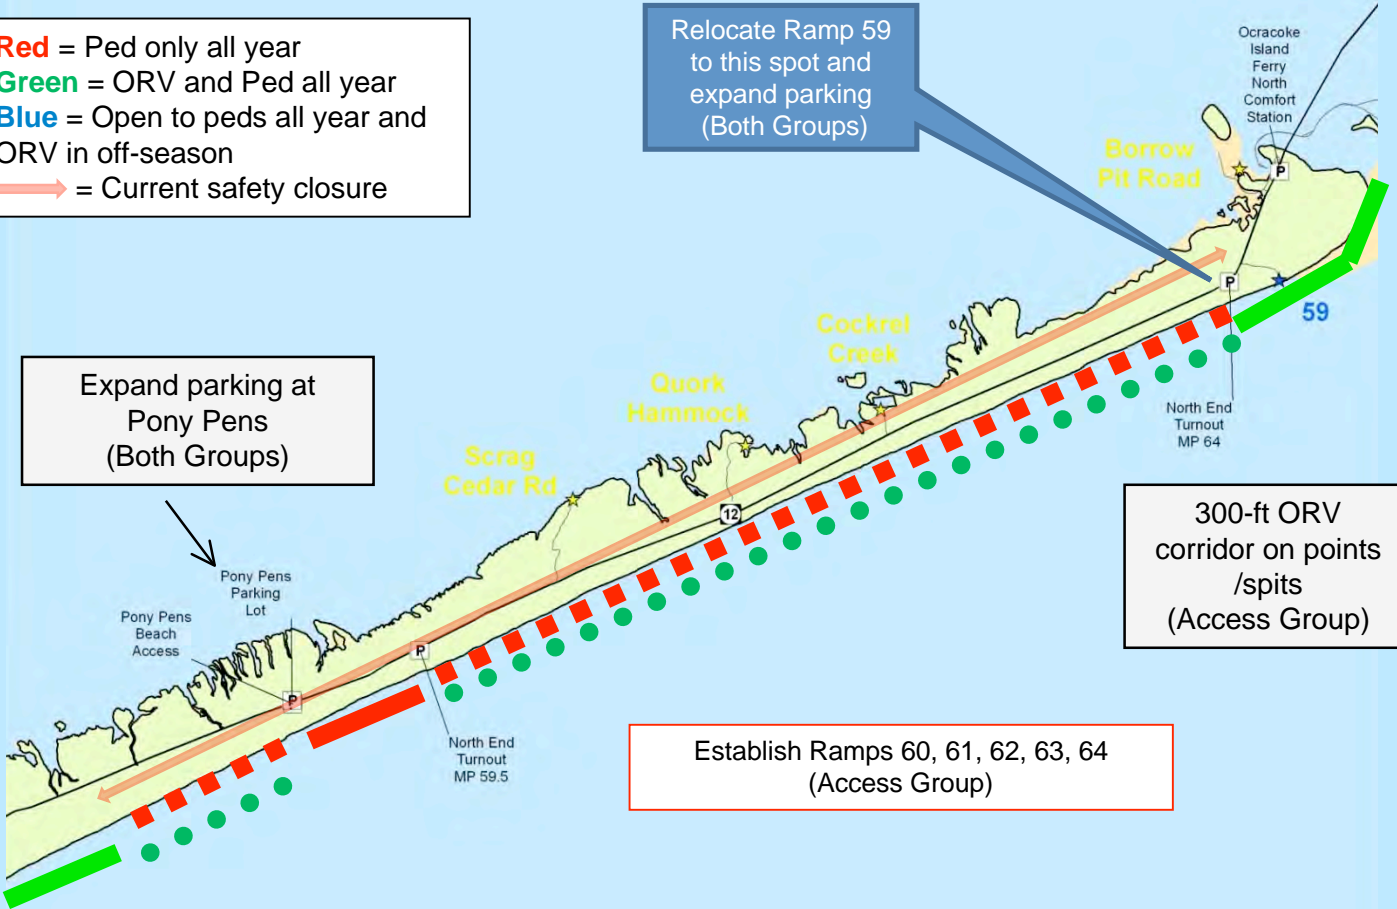 Red = Ped only all year
Green = ORV and Ped all year
Blue = Open to peds all year and
ORV in off-season
= Current safety closure
Relocate Ramp 59
to this spot and
expand parking
(Both Groups)
Ocracoke
Island
Ferry
North
Comfort
Station
P
Borrow
Pit Road
P
59
Cockrel
Creek
Quork
Hammock
Scrag
Cedar Rd
12
Expand parking at
Pony Pens
(Both Groups)
Pony Pens
Parking
Lot
Pony Pens
Beach
Access
P
P
North End
Turnout
MP 59.5
North End
Turnout
MP 64
300-ft ORV
corridor on points
/spits
(Access Group)
Establish Ramps 60, 61, 62, 63, 64
(Access Group)